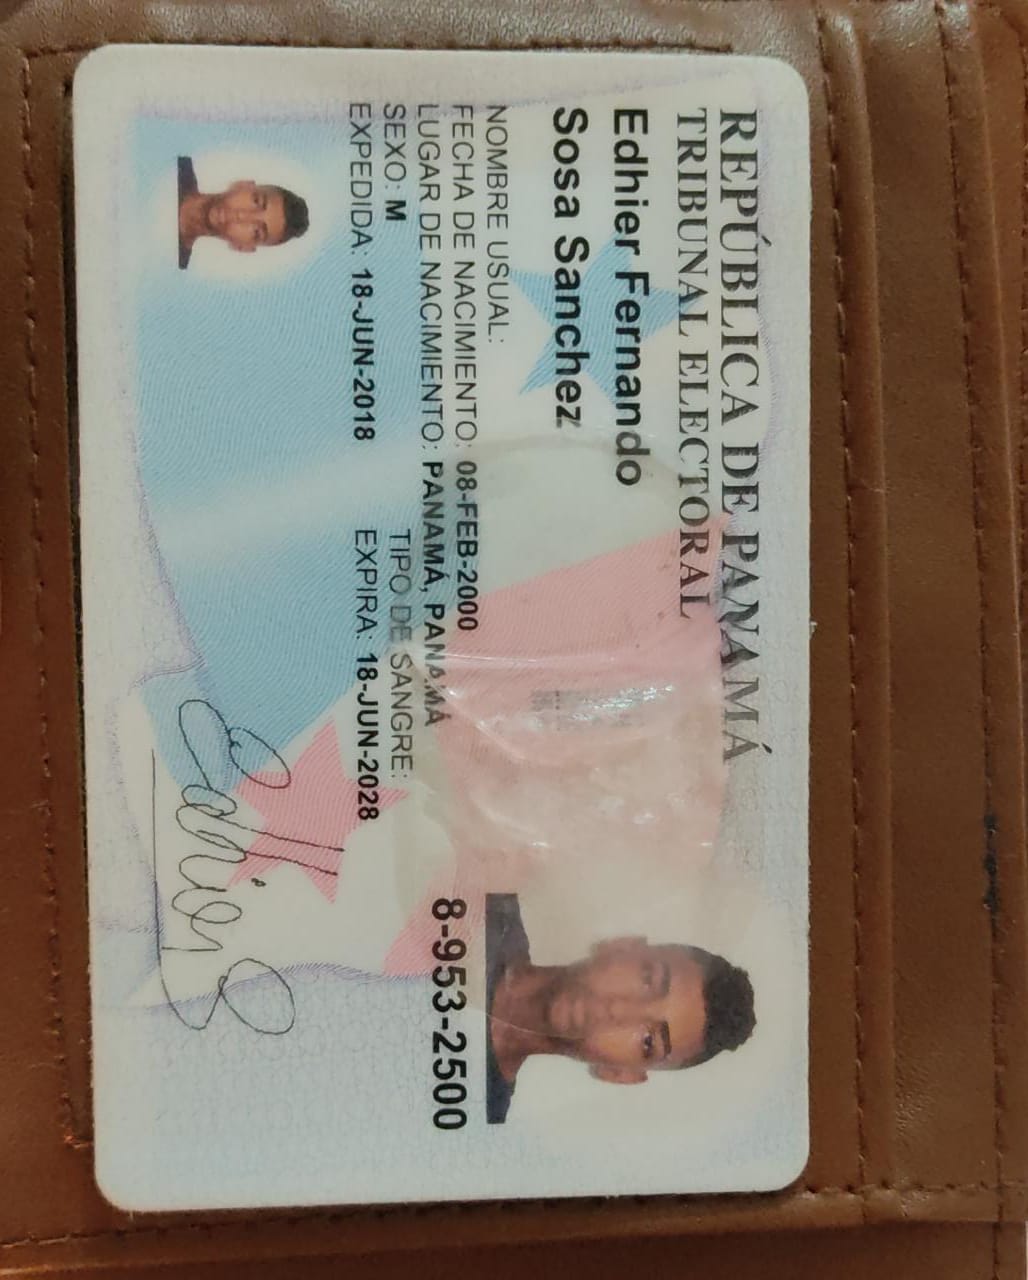 REPÚBLICA DE PANAMÁ
TRIBUNAL ELECTORAL
Edhier Fernando
Sosa Sanchez
NOMBRE USUAL:
FECHA DE NACIMIENTO: 08-FEB-2000
LUGAR DE NACIMIENTO: PANAMÁ, PANAMÁ
SEXO: M TIPO DE SANGRE:
EXPEDIDA: 18-JUN-2018 EXPIRA: 18-JUN-2028
8-953-2500